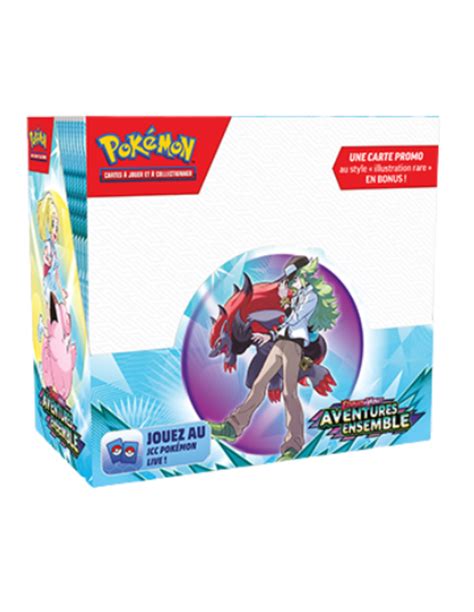 POKÉMON
CARTES À JOUER ET À COLLECTIONNER
UNE CARTE PROMO
au style « illustration rare »
EN BONUS !
AVENTURES
ENSEMBLE
JOUEZ AU
JCC POKÉMON
LIVE !